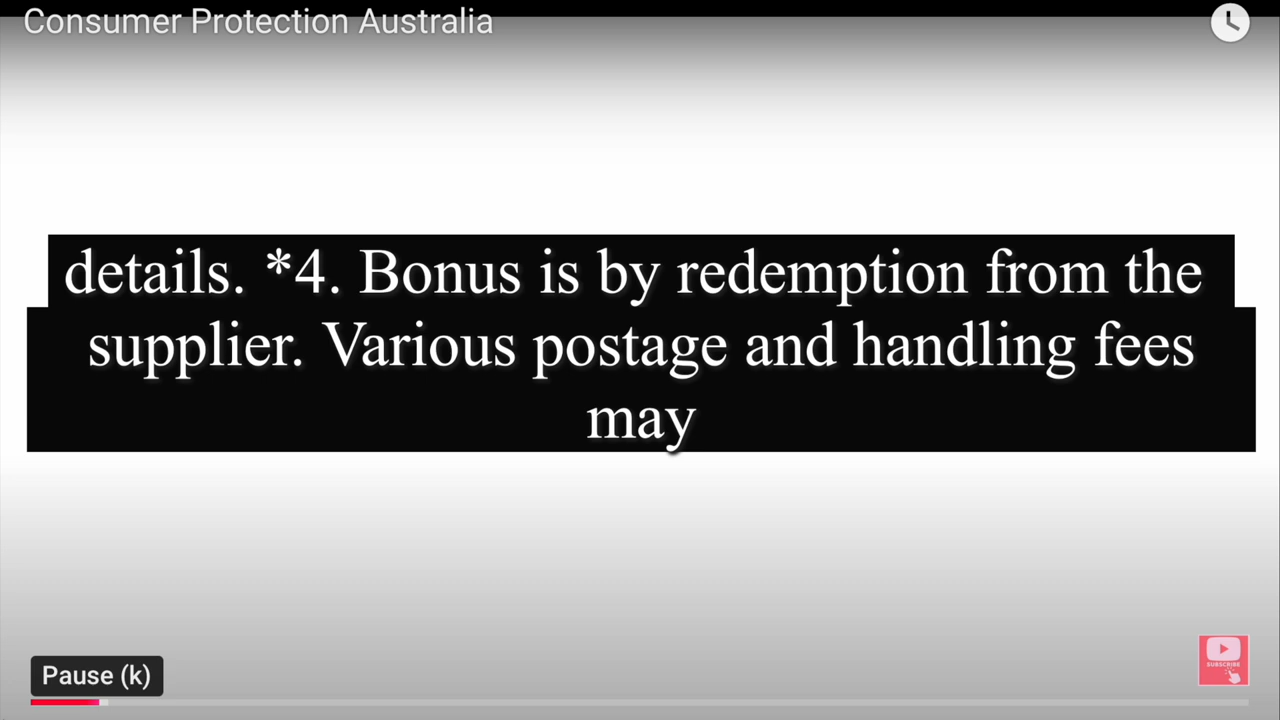 Consumer Protection Australia
details. *4. Bonus is by redemption from the
supplier. Various postage and handling fees
may
SUBSCRIBE
Pause (k)